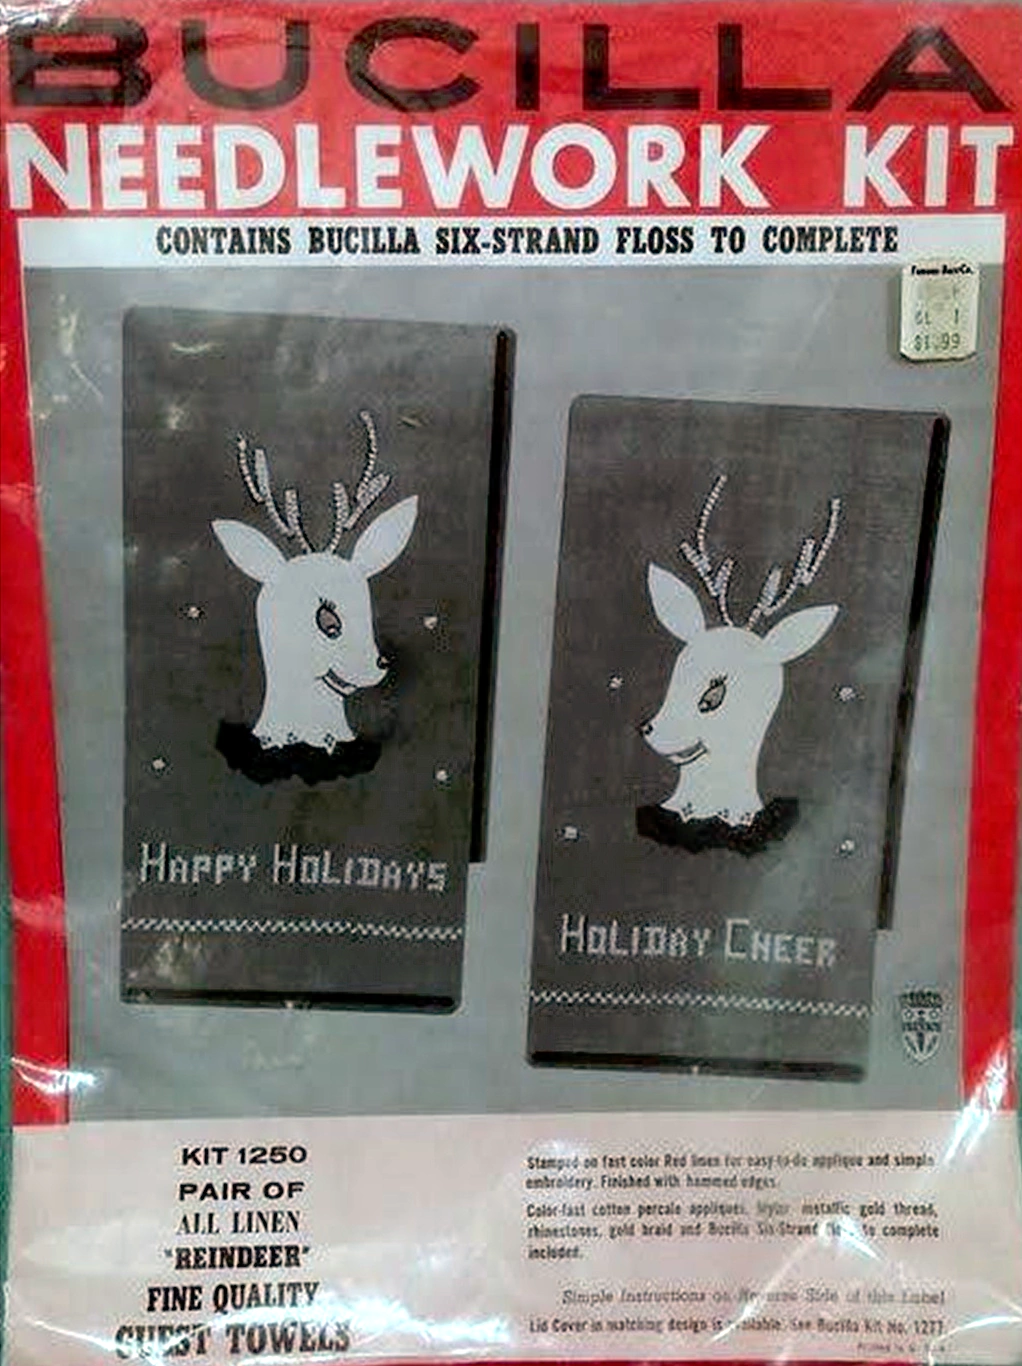 BUCILLA
NEEDLEWORK KIT
CONTAINS BUCILLA SIX-STRAND FLOSS TO COMPLETE
$1.99
HAPPY HOLIDAYS
HOLIDAY CHEER
KIT 1250
PAIR OF
ALL LINEN
"REINDEER"
FINE QUALITY
GUEST TOWELS
Stamped on fast color Red linen for easy-to-do applique and simple
embroidery. Finished with hemmed edges.
Color-fast cotton percale appliques, Mylar metallic gold thread,
rhinestones, gold braid and Bucilla Six-Strand to complete
included.
Simple Instructions on Reverse Side of this Label
Lid Cover in matching design is available. See Bucilla Kit No. 1277.